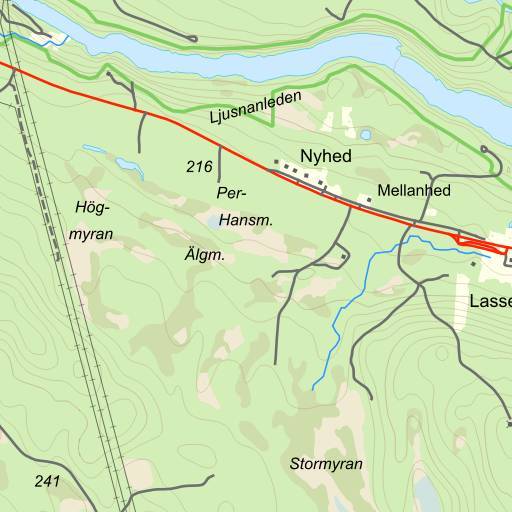 Ljusnanleden
Nyhed
216
Mellanhed
Per-
Hansm.
Hög-
myran
Älgm.
Lasse
Stormyran
241